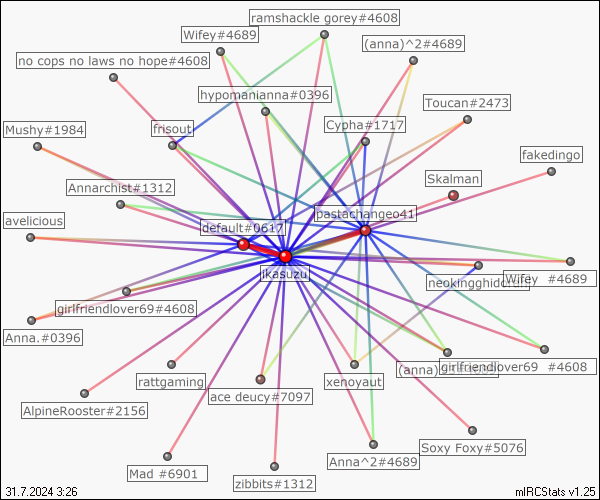 ramshackle gorey#4608
Wifey#4689
(anna)^2#4689
no cops no laws no hope#4608
hypomanianna#0396
Toucan#2473
Mushy#1984
frisout
Cypha#1717
fakedingo
Skalman
Annarchist#1312
pastachangeo41
avelicious
default#0617
jkasuzu
Wifey #4689
girlfriendlover69#4608
Anna.#0396
girlfriendlover69 #4608
rattgaming
xenoyaut
ace deucy#7097
AlpineRooster#2156
Soxy Foxy#5076
Anna^2#4689
Mad #6901
zibbits#1312
31.7.2024 3:26
mIRCStats v1.25